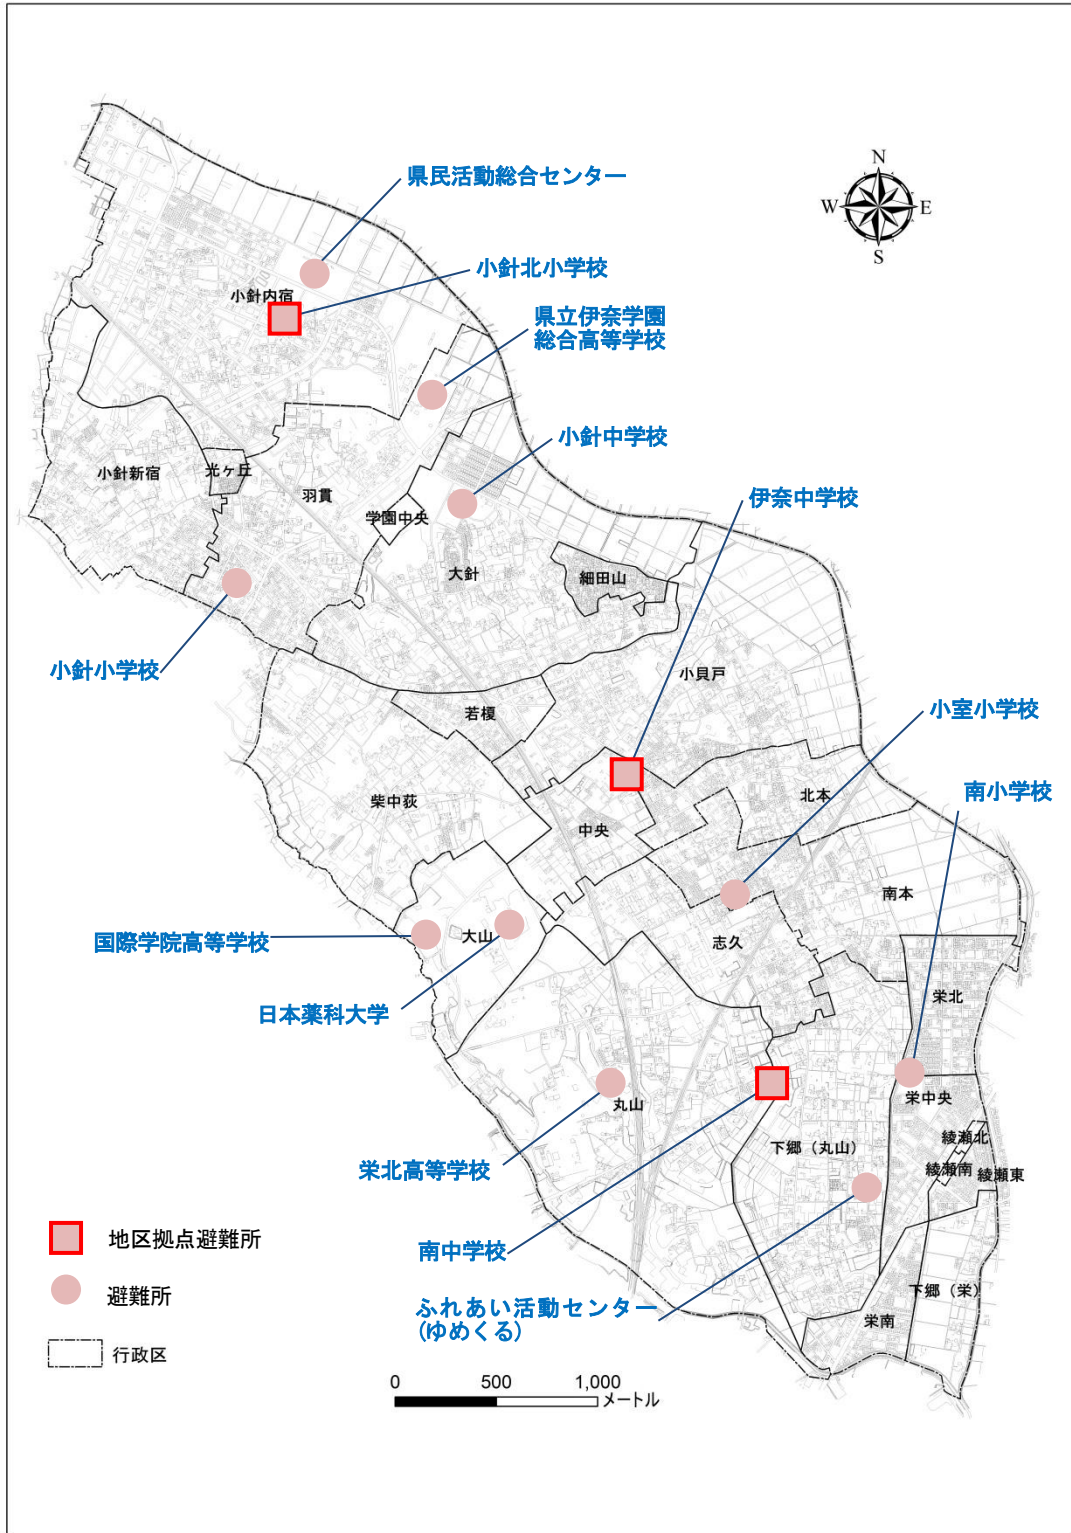 県民活動総合センター
N
W
E
S
小針北小学校
小針内宿
県立伊奈学園
総合高等学校
小針中学校
小針新宿
光ヶ丘
羽貫
学園中央
伊奈中学校
大針
細田山
小針小学校
小貝戸
若榎
小室小学校
南小学校
柴中荻
北本
中央
南本
国際学院高等学校
大山
志久
日本薬科大学
栄北
丸山
栄中央
下郷(丸山)
綾瀬北
綾瀬南
綾瀬東
栄北高等学校
南中学校
ふれあい活動センター
(ゆめくる)
下郷(栄)
栄南
地区拠点避難所
避難所
行政区
0 500 1,000
メートル